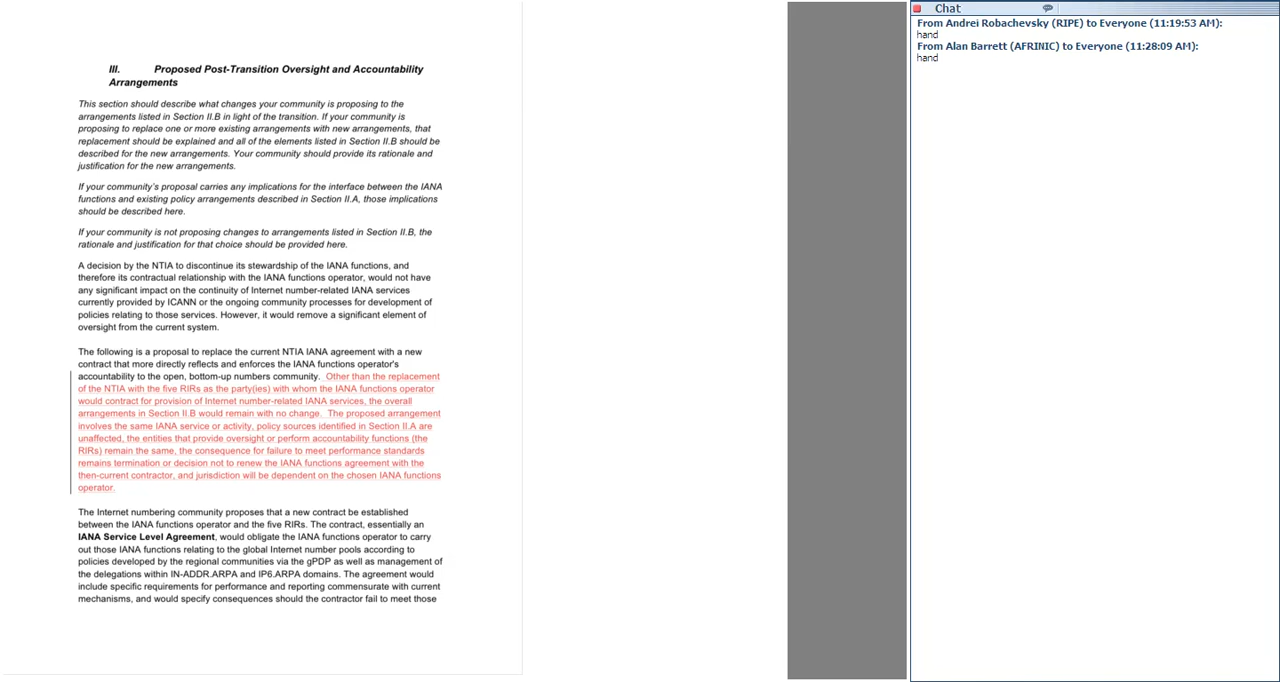 III. Proposed Post-Transition Oversight and Accountability
Arrangements
This section should describe what changes your community is proposing to the
arrangements listed in Section II.B in light of the transition. If your community is
proposing to replace one or more existing arrangements with new arrangements, that
replacement should be explained and all of the elements listed in Section II.B should be
described for the new arrangements. Your community should provide its rationale and
justification for the new arrangements.
If your community's proposal carries any implications for the interface between the IANA
functions and existing policy arrangements described in Section II.A, those implications
should be described here.
If your community is not proposing changes to arrangements listed in Section II.B, the
rationale and justification for that choice should be provided here.
A decision by the NTIA to discontinue its stewardship of the IANA functions, and
therefore its contractual relationship with the IANA functions operator, would not have
any significant impact on the continuity of Internet number-related IANA services
currently provided by ICANN or the ongoing community processes for development of
policies relating to those services. However, it would remove a significant element of
oversight from the current system.
The following is a proposal to replace the current NTIA IANA agreement with a new
contract that more directly reflects and enforces the IANA functions operator's
accountability to the open, bottom-up numbers community. Other than the replacement
of the NTIA with the five RIRs as the party(ies) with whom the IANA functions operator
would contract for provision of Internet number-related IANA services, the overall
arrangements in Section II.B would remain with no change. The proposed arrangement
involves the same IANA service or activity, policy sources identified in Section II.A are
unaffected, the entities that provide oversight or perform accountability functions (the
RIRs) remain the same, the consequence for failure to meet performance standards
remains termination or decision not to renew the IANA functions agreement with the
then-current contractor, and jurisdiction will be dependent on the chosen IANA functions
operator.
The Internet numbering community proposes that a new contract be established
between the IANA functions operator and the five RIRs. The contract, essentially an
IANA Service Level Agreement, would obligate the IANA functions operator to carry
out those IANA functions relating to the global Internet number pools according to
policies developed by the regional communities via the gPDP as well as management of
the delegations within IN-ADDR.ARPA and IP6.ARPA domains. The agreement would
include specific requirements for performance and reporting commensurate with current
mechanisms, and would specify consequences should the contractor fail to meet those
Chat
From Andrei Robachevsky (RIPE) to Everyone (11:19:53 AM):
hand
From Alan Barrett (AFRINIC) to Everyone (11:28:09 AM):
hand